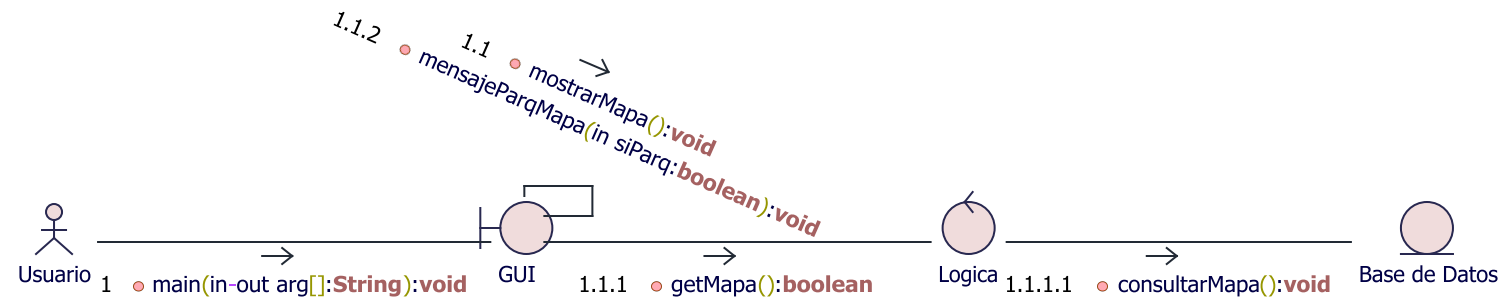 1.1.2 mensajeParqMapa(in siParq:boolean):void
1.1 mostrarMapa():void
Usuario
GUI
Logica
Base de Datos
1 main(in-out arg[]:String):void
1.1.1 getMapa():boolean
1.1.1.1 consultarMapa():void